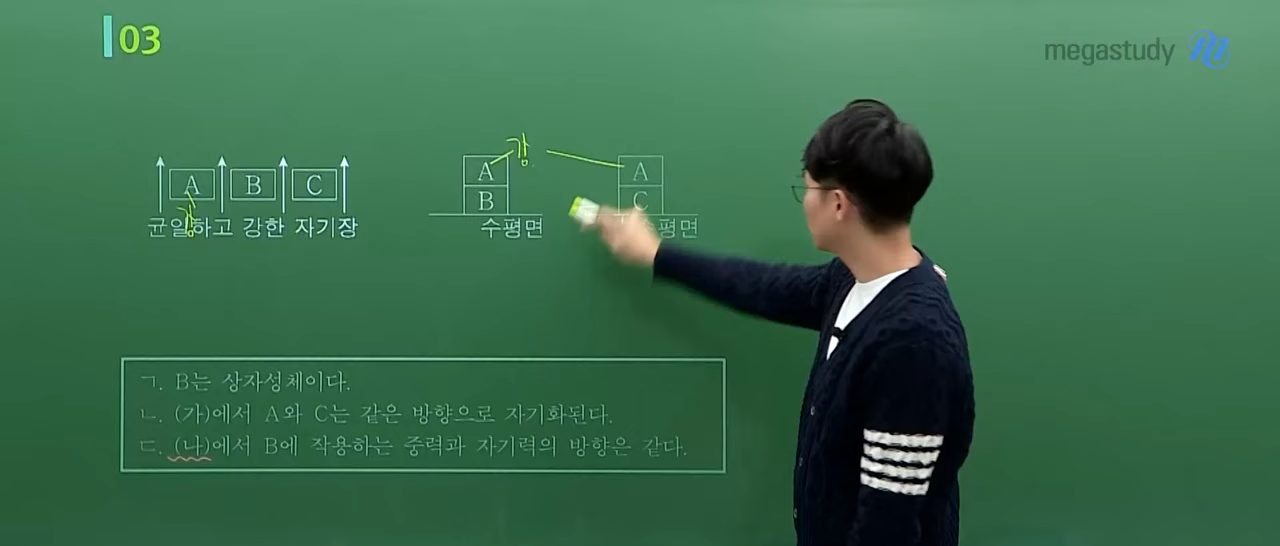 03
megastudy
A B C
강
균일하고 강한 자기장
강
A
B
수평면
A
C
평면
ㄱ. B는 상자성체이다.
ㄴ. (가)에서 A와 C는 같은 방향으로 자기화된다.
ㄷ. (나)에서 B에 작용하는 중력과 자기력의 방향은 같다.